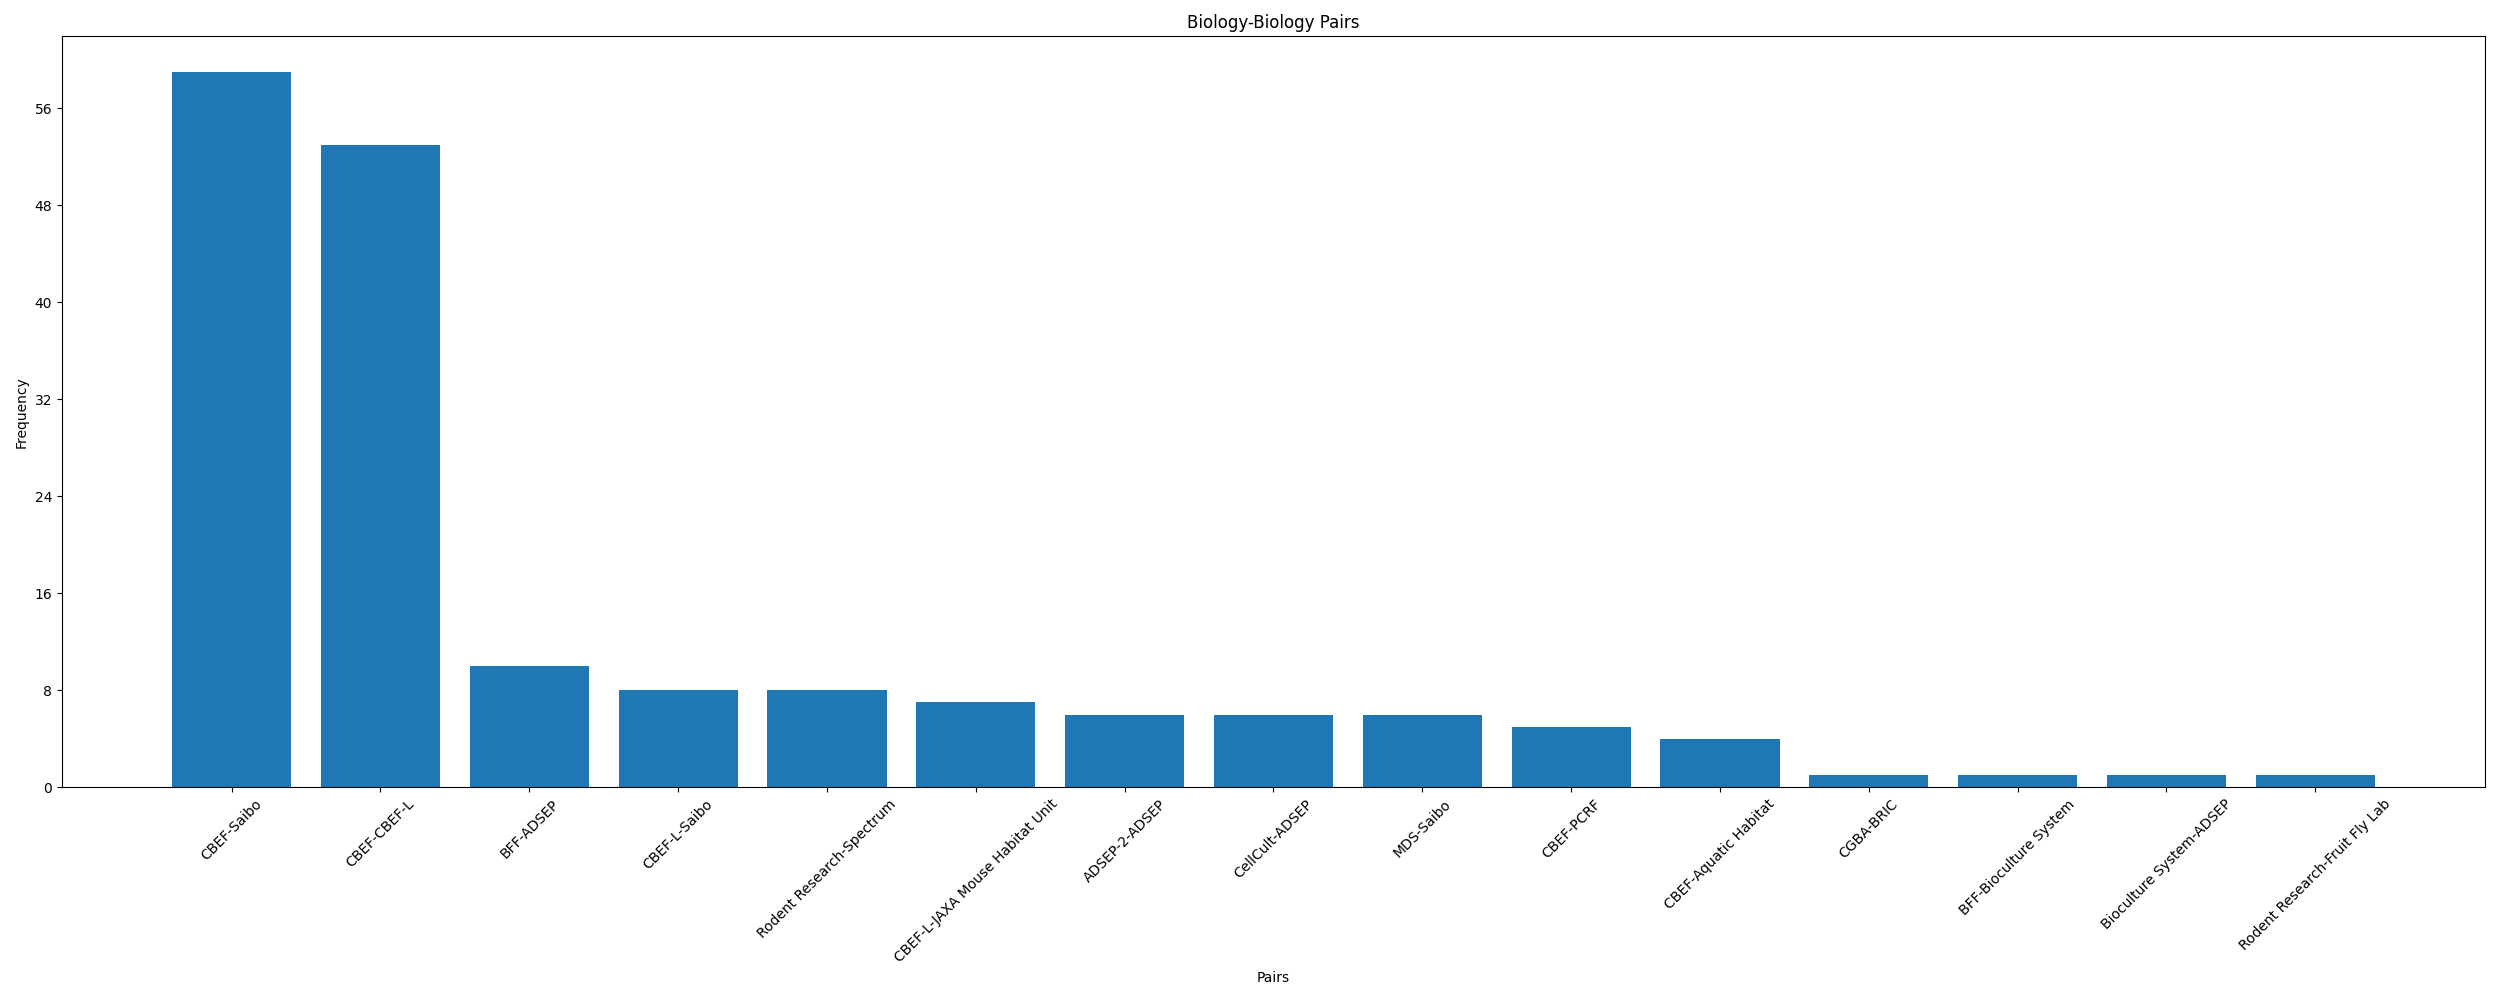 Biology-Biology Pairs
Frequency
56
48
40
32
24
16
8
0
CBEF-Saibo
CBEF-CBEF-L
BFF-ADSEP
CBEF-L-Saibo
Rodent Research-Spectrum
CBEF-L-JAXA Mouse Habitat Unit
ADSEP-2-ADSEP
CellCult-ADSEP
MDS-Saibo
CBEF-PCRF
CBEF-Aquatic Habitat
CGBA-BRIC
BFF-Bioculture System
Bioculture System-ADSEP
Rodent Research-Fruit Fly Lab
Pairs